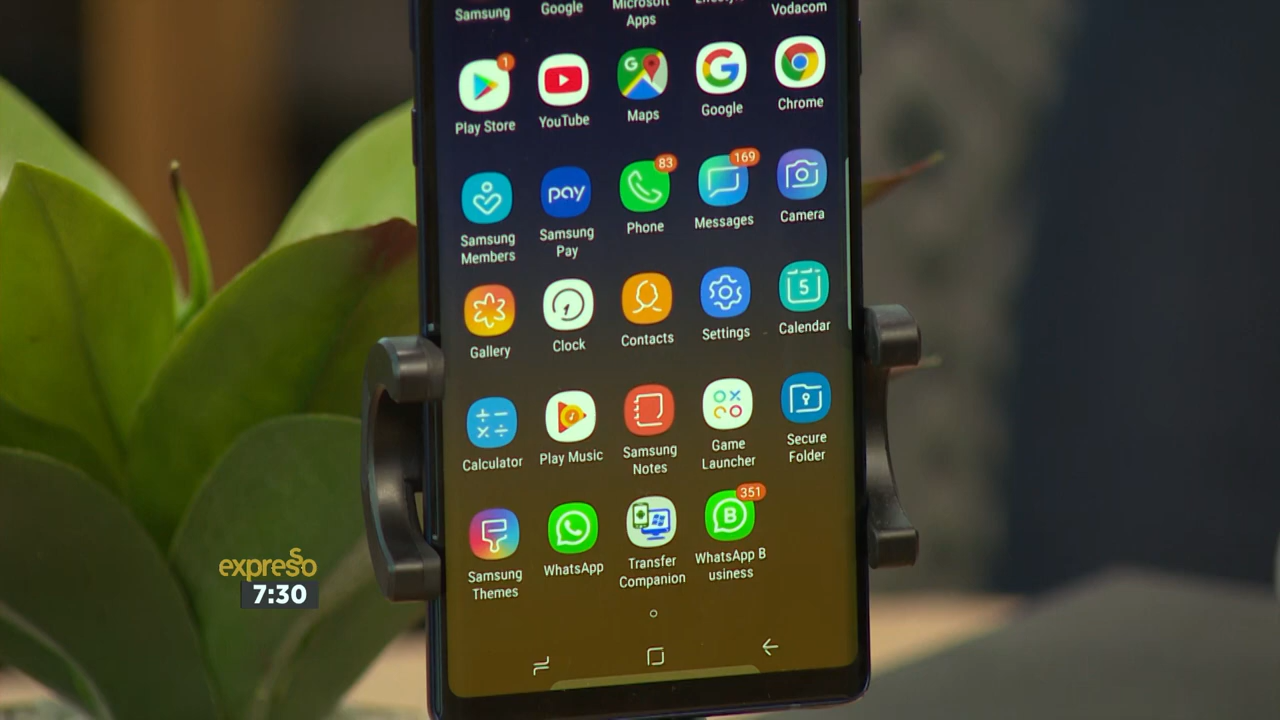 Samsung
Google
Microsoft
Apps
Lifestyle
Vodacom
1
Play Store
YouTube
G
Maps
G
Google
Chrome
83
169
pay
Samsung
Members
Samsung
Pay
Phone
Messages
Camera
5
Gallery
Clock
Contacts
Settings
Calendar
Calculator
Play Music
Samsung
Notes
Game
Launcher
Secure
Folder
351
B
Samsung
Themes
WhatsApp
Transfer
Companion
WhatsApp B
usiness
expresso
7:30